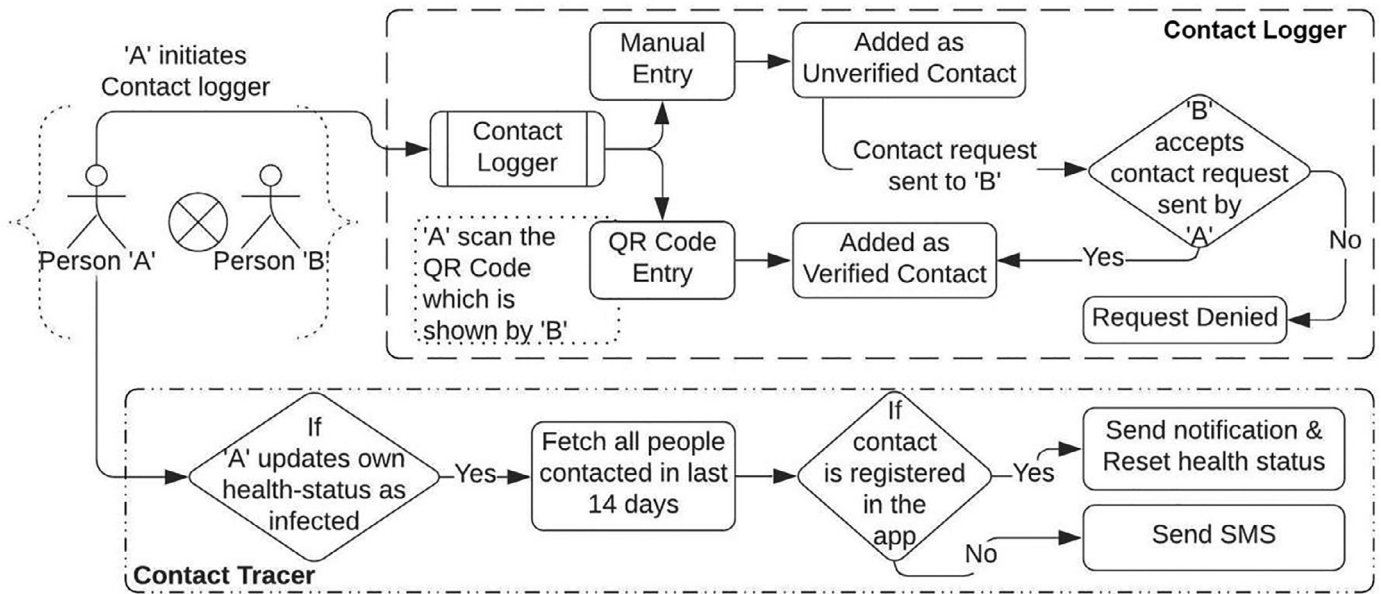 Contact Logger
'A' initiates
Contact logger
Manual
Entry
Added as
Unverified Contact
Contact
Logger
Contact request
sent to 'B'
'B'
accepts
contact request
sent by
'A'
'A' scan the
QR Code
which is
shown by 'B'
QR Code
Entry
Added as
Verified Contact
Yes
No
Request Denied
Person 'A'
Person 'B'
If
'A' updates own
health-status as
infected
Yes
Fetch all people
contacted in last
14 days
If
contact
is registered
in the
app
Yes
Send notification &
Reset health status
No
Send SMS
Contact Tracer